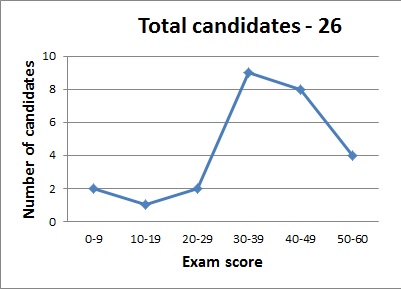 Total candidates - 26
Number of candidates
10
8
6
4
2
0
0-9 10-19 20-29 30-39 40-49 50-60
Exam score